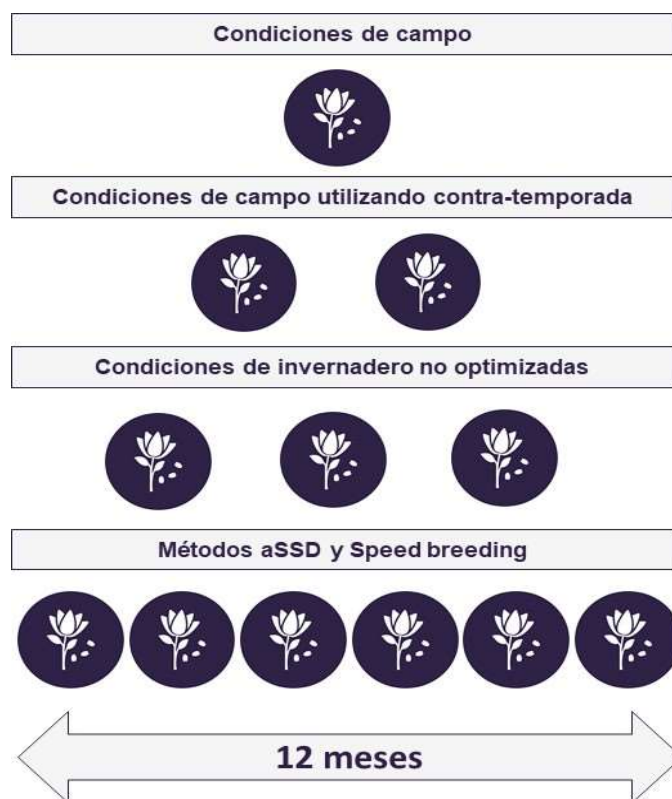 Condiciones de campo
Condiciones de campo utilizando contra-temporada
Condiciones de invernadero no optimizadas
Métodos aSSD y Speed breeding
12 meses